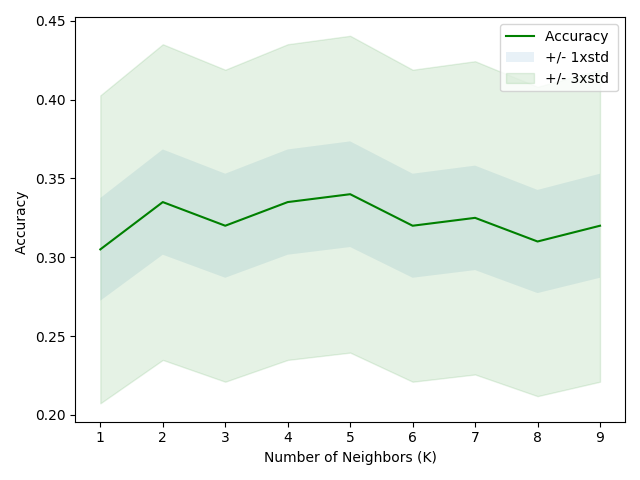 0.45
0.40
0.35
0.30
0.25
0.20
Accuracy
Accuracy
+/- 1xstd
+/- 3xstd
1 2 3 4 5 6 7 8 9
Number of Neighbors (K)